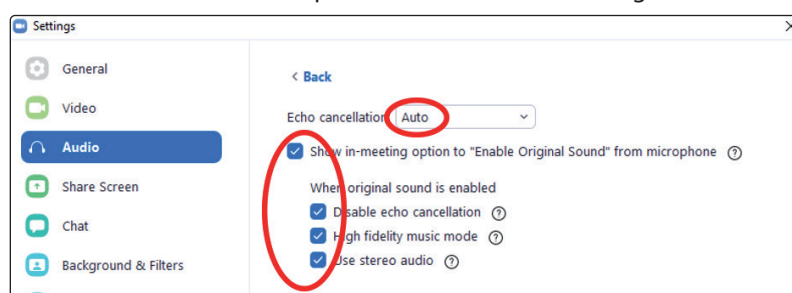 Settings
General
Video
Audio
Share Screen
Chat
Background & Filters
< Back
Echo cancellation Auto
Show in-meeting option to "Enable Original Sound" from microphone
When original sound is enabled
Disable echo cancellation
High fidelity music mode
Use stereo audio